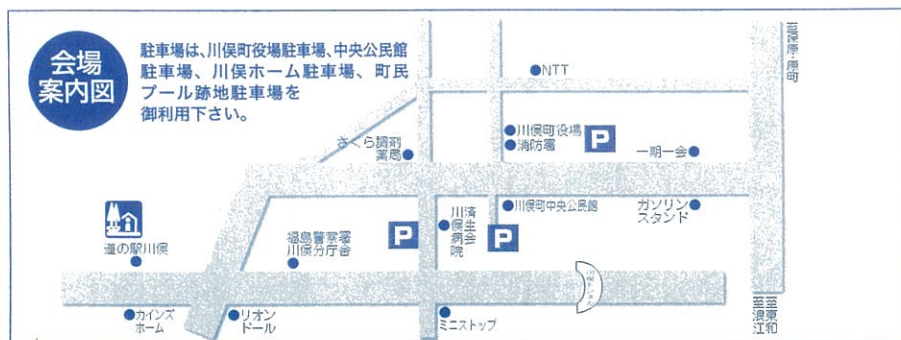 会場
案内図
駐車場は、川俣町役場駐車場、中央公民館
駐車場、川俣ホーム駐車場、町民
プール跡地駐車場を
御利用下さい。
NTT
至
原町
川俣町役場
消防署
P
さくら調剤
薬局
一期一会
川俣町中央公民館
ガソリン
スタンド
済生会
川俣病院
P
P
道の駅川俣
福島警察署
川俣分庁舎
カインズ
ホーム
リオン
ドール
ミニストップ
至東和
至浪江